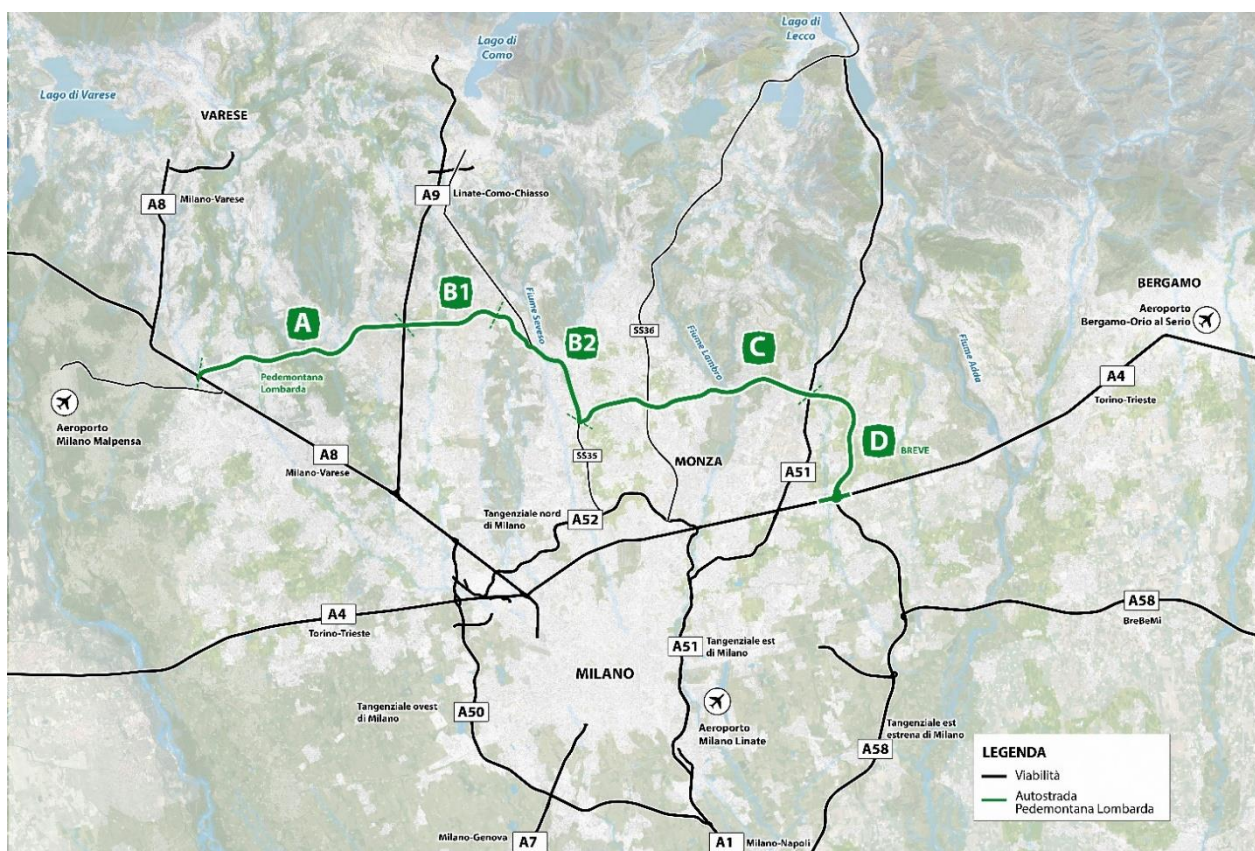 Lago di
Como
Lago di
Lecco
Lago di Varese
VARESE
A8
Milano-Varese
A9
Linate-Como-Chiasso
B1
A
Fiume Seveso
B2
SS36
Fiume Lambro
C
Fiume Adda
BERGAMO
Aeroporto
Bergamo-Orio al Serio
A4
Torino-Trieste
Pedemontana
Lombarda
Aeroporto
Milano Malpensa
A8
Milano-Varese
SS35
MONZA
A51
D
BREVE
Tangenziale nord
di Milano
A52
A4
Torino-Trieste
A58
BreBeMi
MILANO
A51
Tangenziale est
di Milano
Tangenziale ovest
di Milano
A50
Aeroporto
Milano Linate
Tangenziale est
estrena di Milano
A58
LEGENDA
Viabilità
Autostrada
Pedemontana Lombarda
Milano-Genova
A7
A1
Milano-Napoli